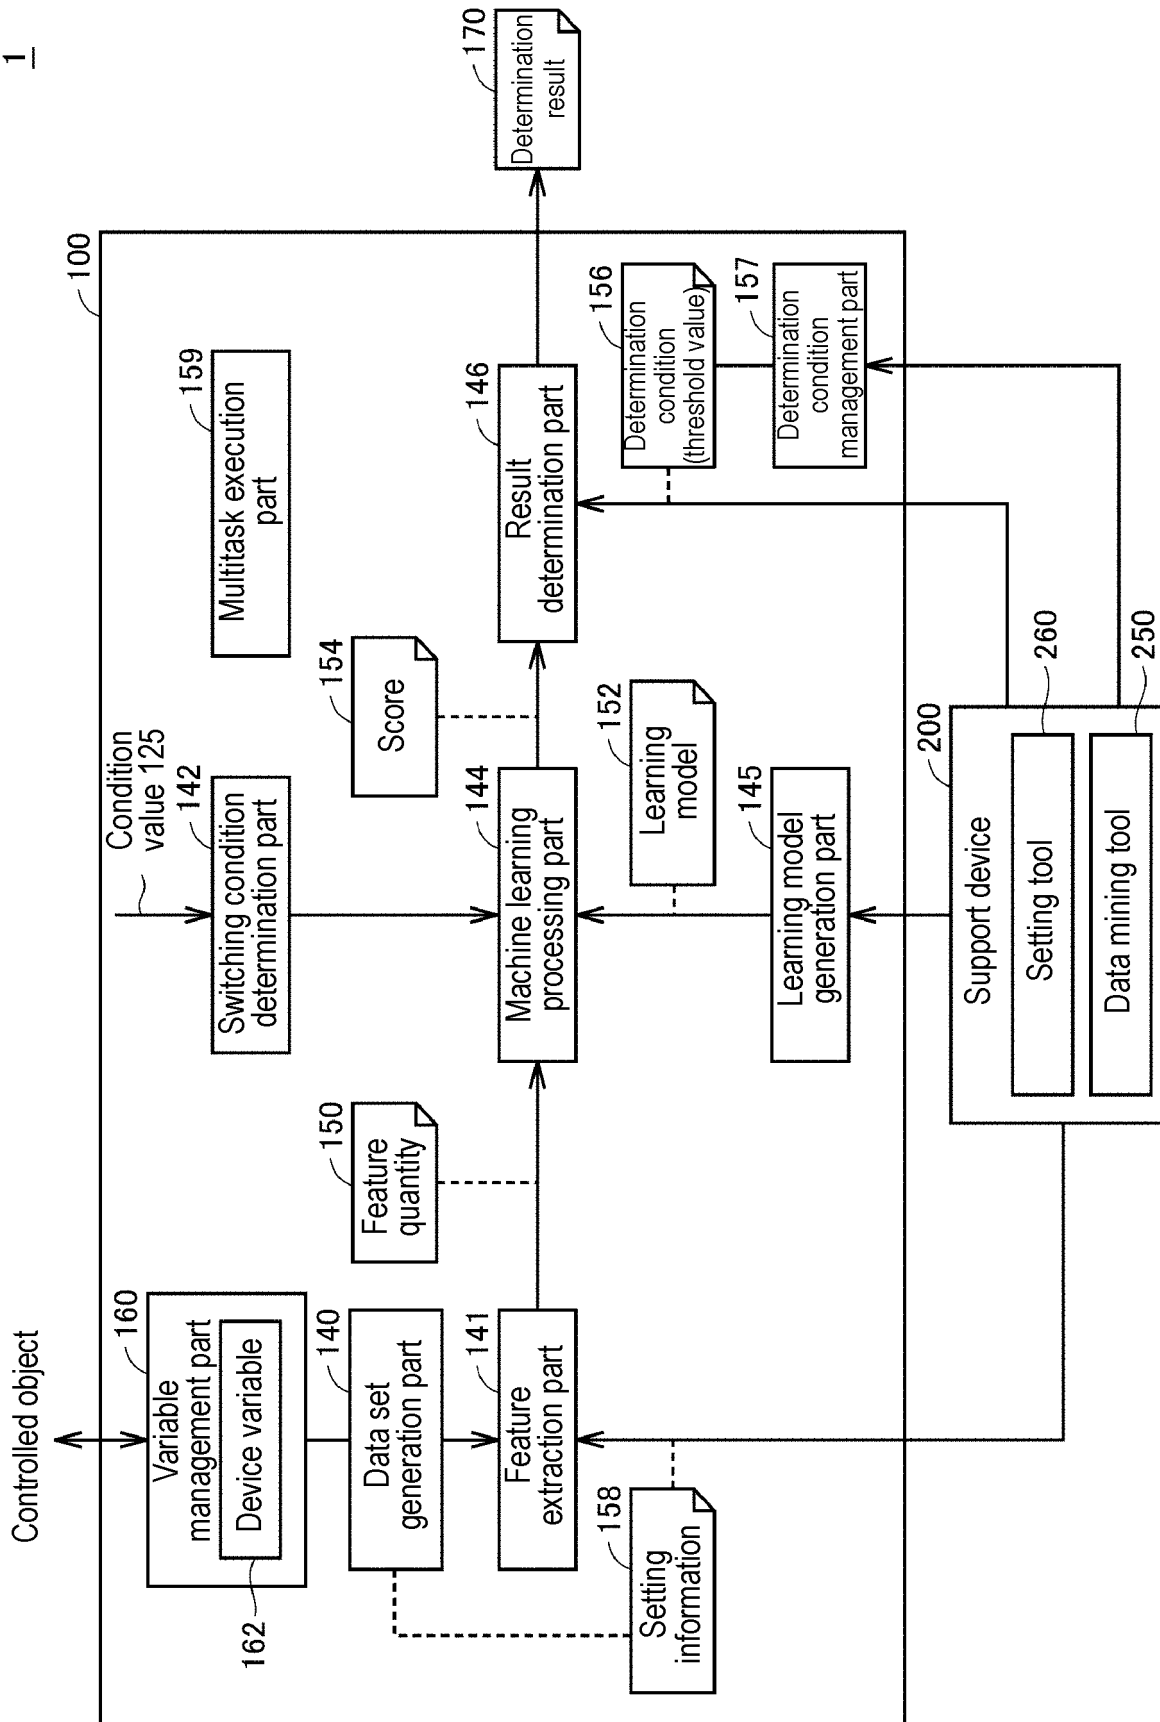 1
Controlled object
100
160
Variable
management part
Device variable
162
140
Data set
generation part
141
Feature
extraction part
158
Setting
information
150
Feature
quantity
Condition
value 125
142
Switching condition
determination part
144
Machine learning
processing part
152
Learning
model
145
Learning model
generation part
154
Score
159
Multitask execution
part
146
Result
determination part
156
Determination
condition
(threshold value)
157
Determination
condition
management part
170
Determination
result
200
Support device
260
Setting tool
250
Data mining tool